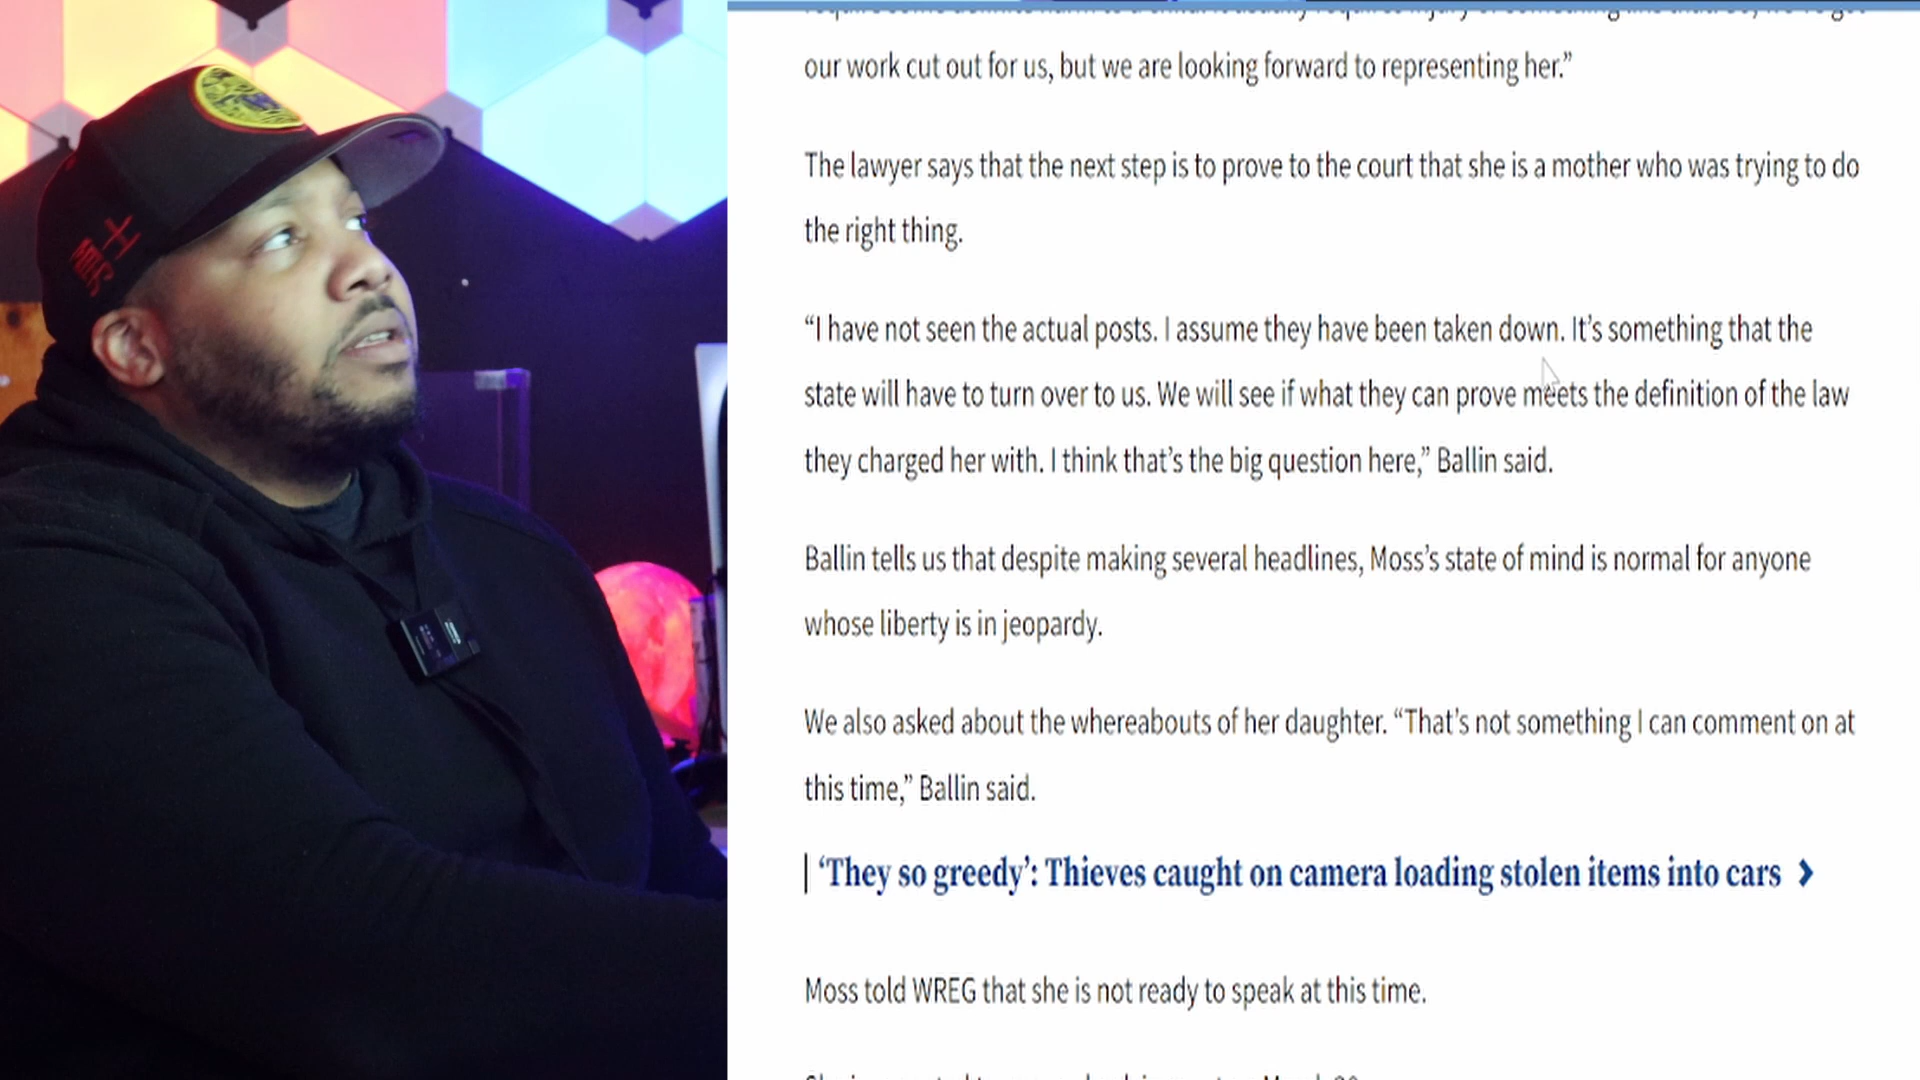 our work cut out for us, but we are looking forward to representing her.”
The lawyer says that the next step is to prove to the court that she is a mother who was trying to do
the right thing.
“I have not seen the actual posts. I assume they have been taken down. It’s something that the
state will have to turn over to us. We will see if what they can prove meets the definition of the law
they charged her with. I think that’s the big question here,” Ballin said.
Ballin tells us that despite making several headlines, Moss’s state of mind is normal for anyone
whose liberty is in jeopardy.
We also asked about the whereabouts of her daughter. “That’s not something I can comment on at
this time,” Ballin said.
‘They so greedy’: Thieves caught on camera loading stolen items into cars
Moss told WREG that she is not ready to speak at this time.